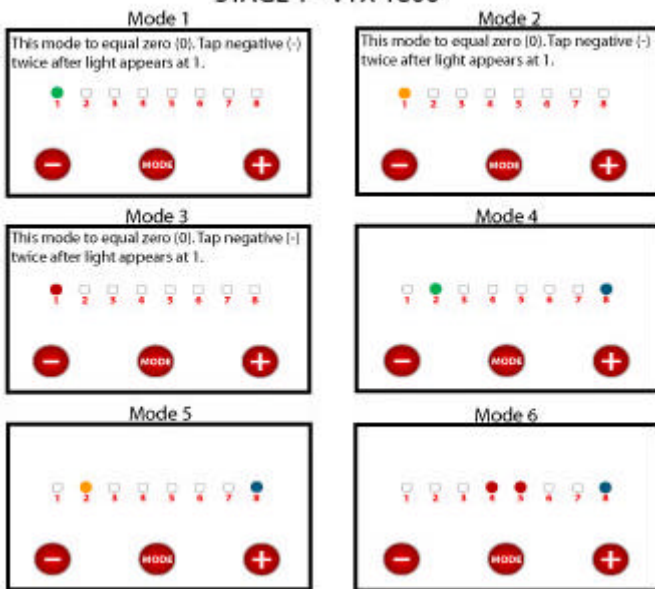 Mode 1
This mode to equal zero (0). Tap negative (-)
twice after light appears at 1.
1 2 3 4 5 6 7 8
MODE
Mode 2
This mode to equal zero (0). Tap negative (-)
twice after light appears at 1.
1 2 3 4 5 6 7 8
MODE
Mode 3
This mode to equal zero (0). Tap negative (-)
twice after light appears at 1.
1 2 3 4 5 6 7 8
MODE
Mode 4
1 2 3 4 5 6 7 8
MODE
Mode 5
1 2 3 4 5 6 7 8
MODE
Mode 6
1 2 3 4 5 6 7 8
MODE